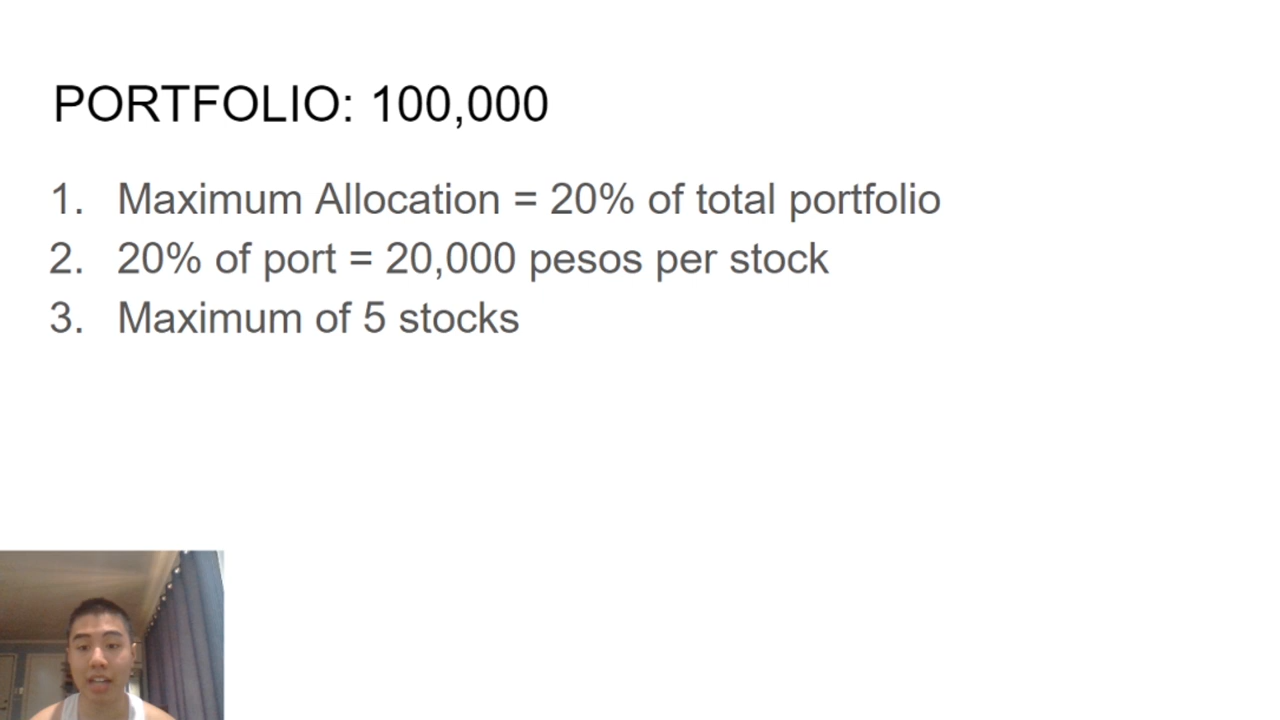 PORTFOLIO: 100,000
1. Maximum Allocation = 20% of total portfolio
2. 20% of port = 20,000 pesos per stock
3. Maximum of 5 stocks